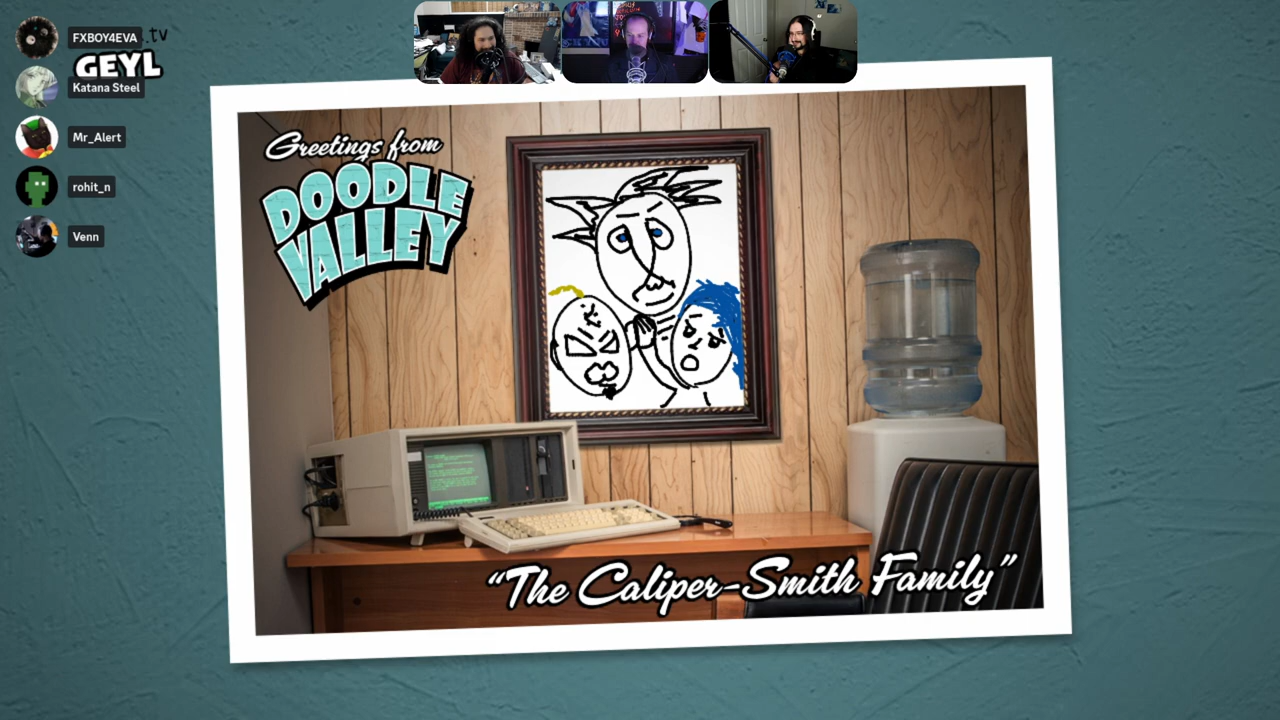 FXBOY4EVA
.tv
GEYL
Katana Steel
Mr_Alert
rohit_n
Venn
Greetings from
DOODLE
VALLEY
“The Caliper-Smith Family”